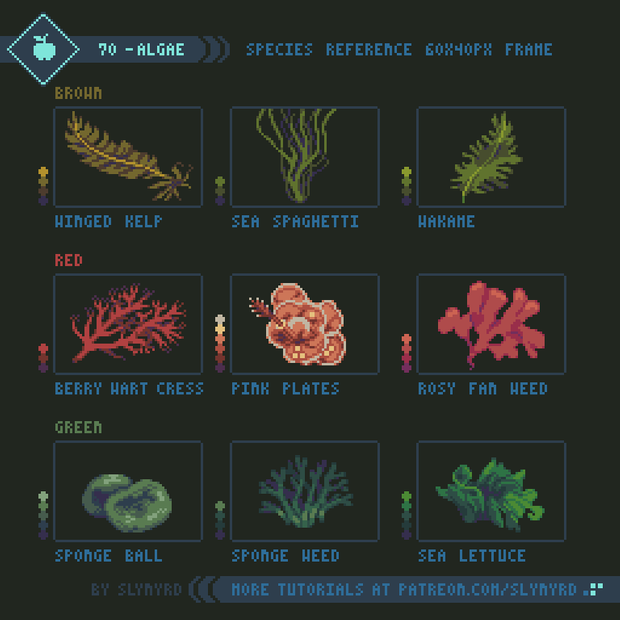 70 - ALGAE
SPECIES REFERENCE 60X40PX FRAME
BROWN
WINGED KELP
SEA SPAGHETTI
WAKAME
RED
BERRY WART CRESS
PINK PLATES
ROSY FAN WEED
GREEN
SPONGE BALL
SPONGE WEED
SEA LETTUCE
BY SLYNYRD
MORE TUTORIALS AT PATREON.COM/SLYNYRD